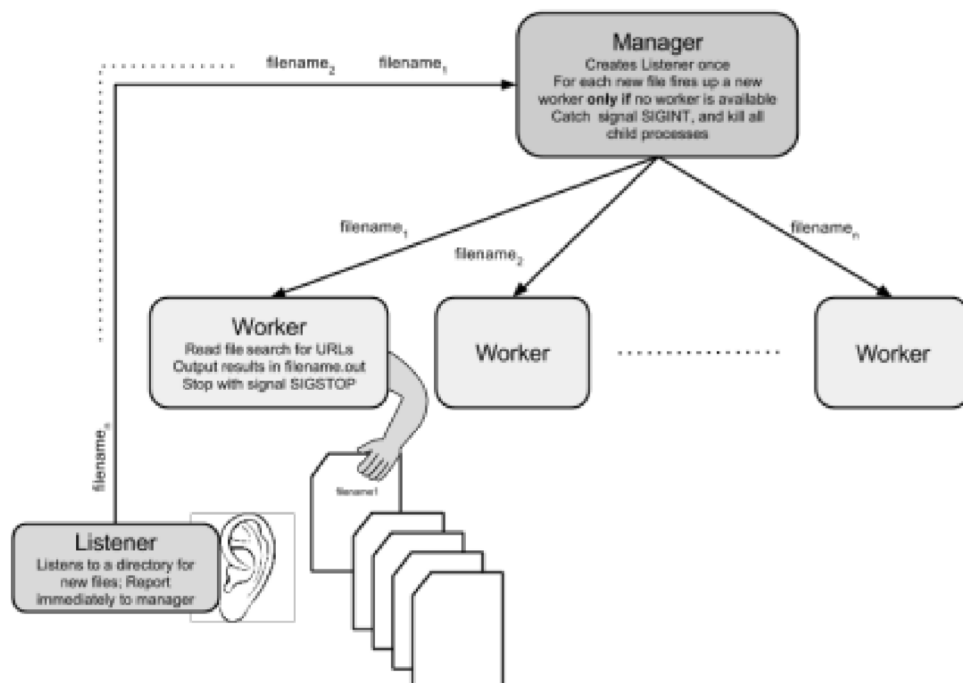 Manager
Creates Listener once
For each new file fires up a new
worker only if no worker is available
Catch signal SIGINT, and kill all
child processes
filename2 filename1
filename1
filename2
filenamen
Worker
Read file search for URLs
Output results in filename.out
Stop with signal SIGSTOP
Worker
Worker
filenamen
filename1
Listener
Listens to a directory for
new files; Report
immediately to manager